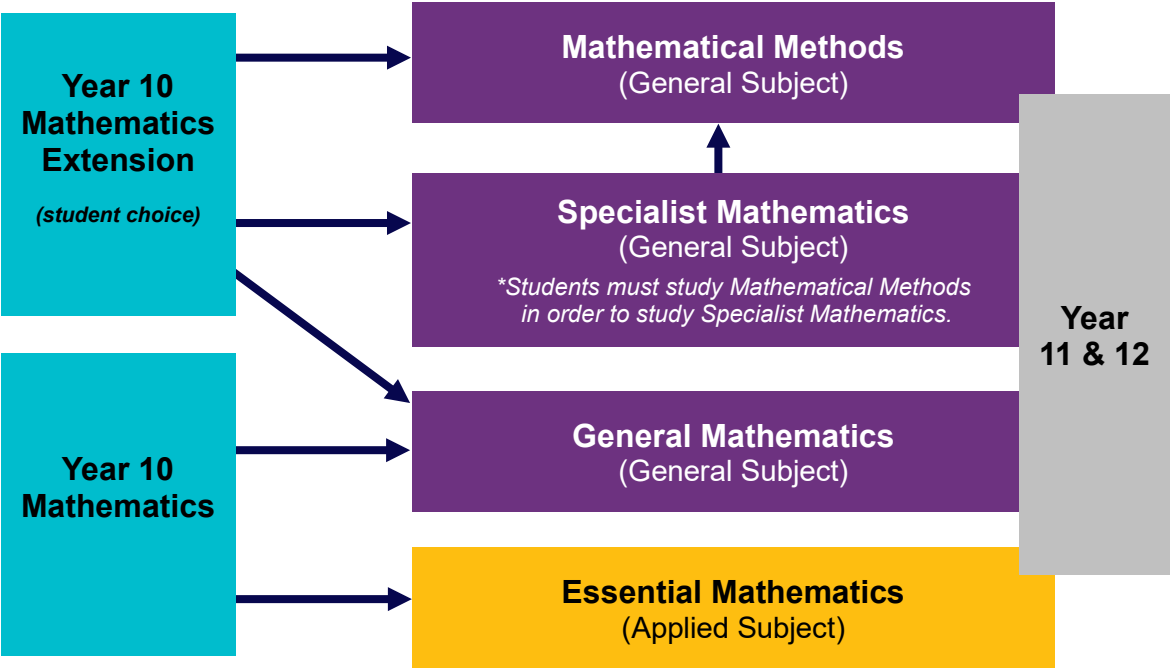 Year 10
Mathematics
Extension
(student choice)
Mathematical Methods
(General Subject)
Specialist Mathematics
(General Subject)
*Students must study Mathematical Methods
in order to study Specialist Mathematics.
Year 10
Mathematics
General Mathematics
(General Subject)
Essential Mathematics
(Applied Subject)
Year
11 & 12